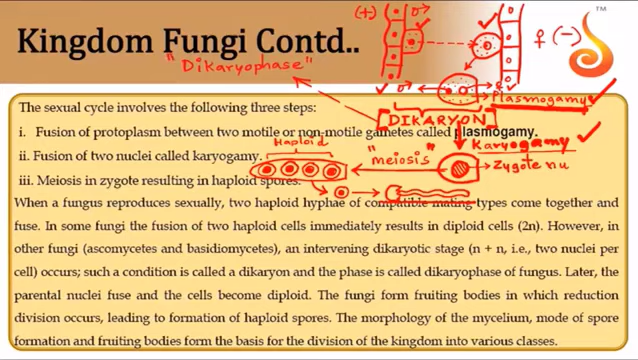 Kingdom Fungi Contd..
"Dikaryophase"
(+)
♂
♀ (-)
TM
♂
♀
Plasmogamy
DIKARYON
Karyogamy
Haploid
"meiosis"
Zygote nu
The sexual cycle involves the following three steps:
i. Fusion of protoplasm between two motile or non-motile gametes called plasmogamy.
ii. Fusion of two nuclei called karyogamy.
iii. Meiosis in zygote resulting in haploid spores.
When a fungus reproduces sexually, two haploid hyphae of compatible mating types come together and
fuse. In some fungi the fusion of two haploid cells immediately results in diploid cells (2n). However, in
other fungi (ascomycetes and basidiomycetes), an intervening dikaryotic stage (n + n, i.e., two nuclei per
cell) occurs; such a condition is called a dikaryon and the phase is called dikaryophase of fungus. Later, the
parental nuclei fuse and the cells become diploid. The fungi form fruiting bodies in which reduction
division occurs, leading to formation of haploid spores. The morphology of the mycelium, mode of spore
formation and fruiting bodies form the basis for the division of the kingdom into various classes.